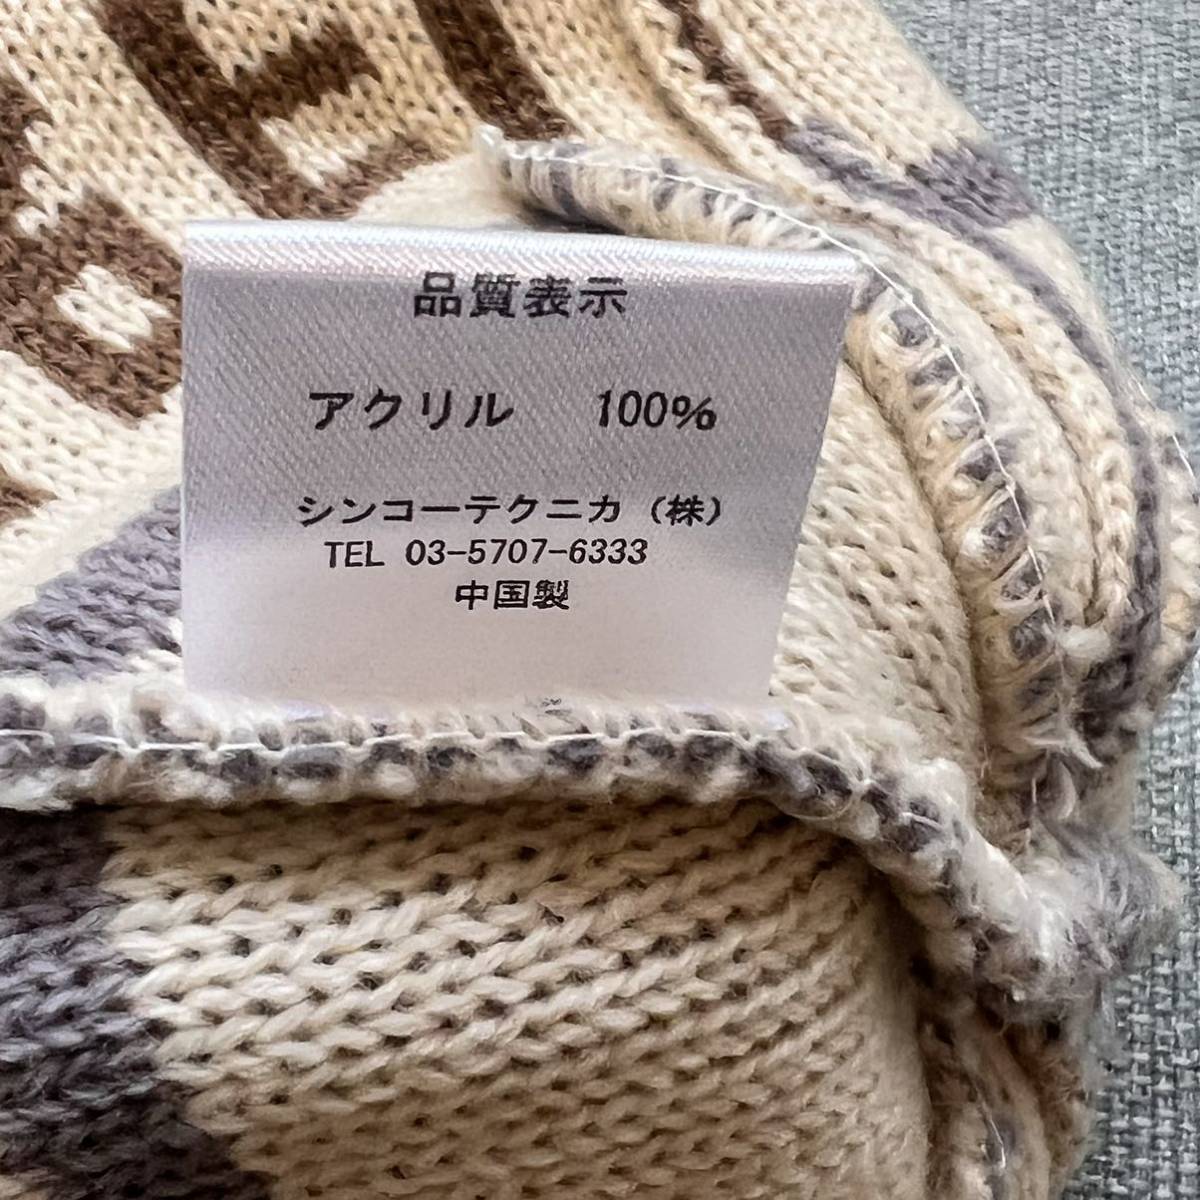 品質表示
アクリル 100%
シンコーテクニカ（株）
TEL 03-5707-6333
中国製